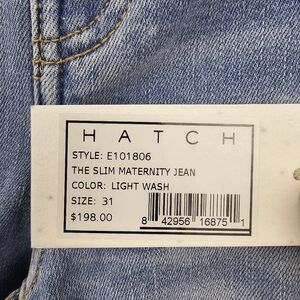 HATCH
STYLE: E101806
THE SLIM MATERNITY JEAN
COLOR: LIGHT WASH
SIZE: 31
$198.00
8 42956 16875 1